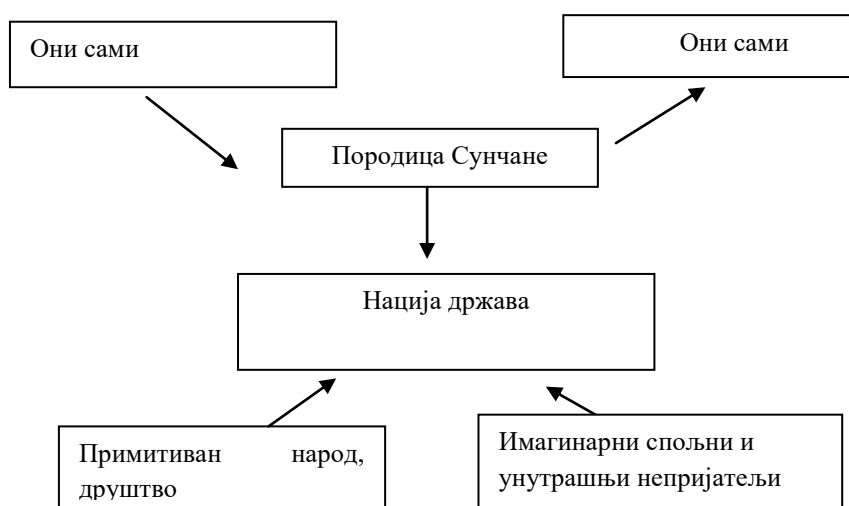 Они сами
Они сами
Породица Сунчане
Нација држава
Примитиван народ,
друштво
Имагинарни спољни и
унутрашњи непријатељи